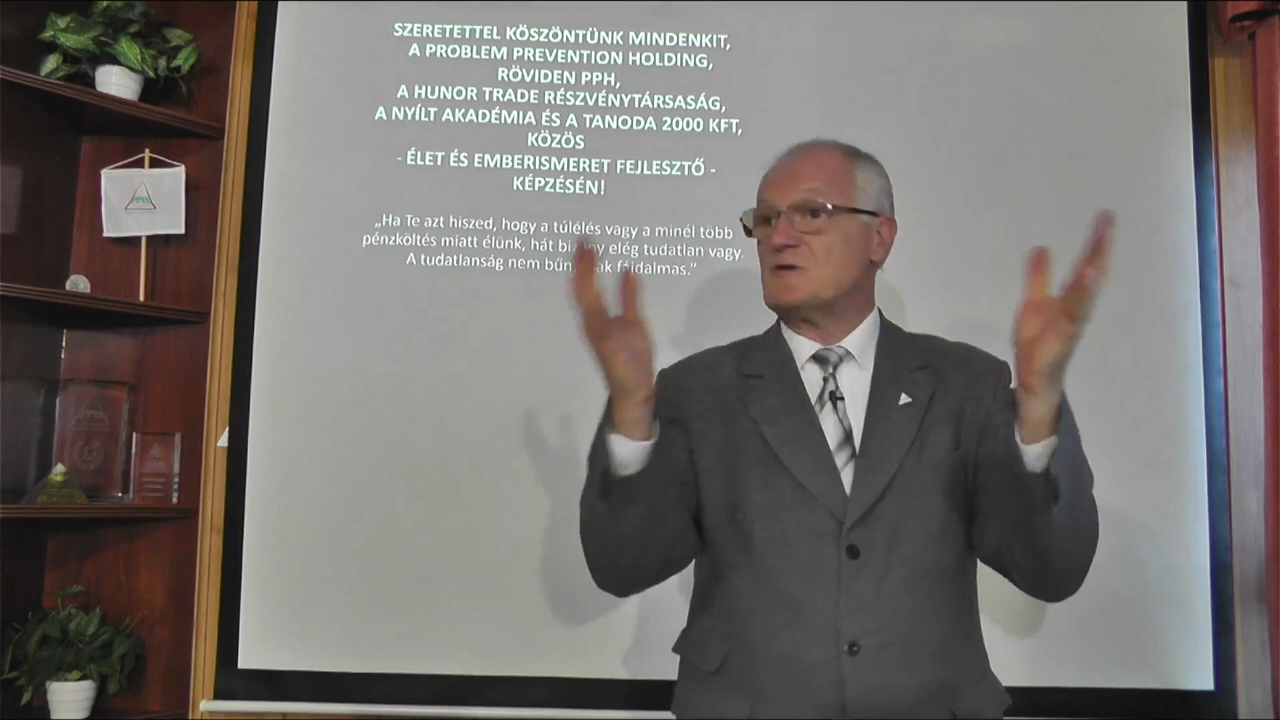 SZERETETTEL KÖSZÖNTÜNK MINDENKIT,
A PROBLEM PREVENTION HOLDING,
RÖVIDEN PPH,
A HUNOR TRADE RÉSZVÉNYTÁRSASÁG,
A NYÍLT AKADÉMIA ÉS A TANODA 2000 KFT,
KÖZÖS
- ÉLET ÉS EMBERISMERET FEJLESZTŐ -
KÉPZÉSÉN!
„Ha Te azt hiszed, hogy a túlélés vagy a minél több
pénzköltés miatt élünk, hát elég tudatlan vagy.
A tudatlanság nem bűn, fájdalmas.”
13